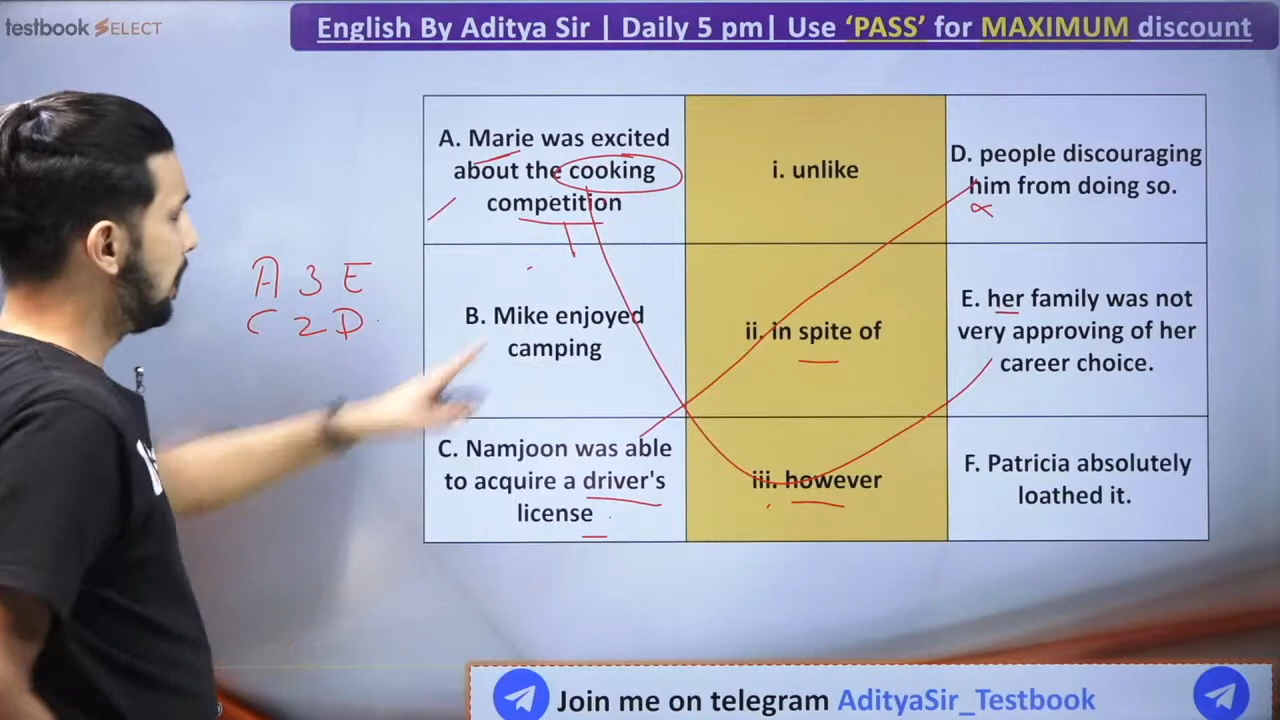 testbook SELECT
English By Aditya Sir | Daily 5 pm| Use ‘PASS’ for MAXIMUM discount
A. Marie was excited
about the cooking
competition
i. unlike
D. people discouraging
him from doing so.
B. Mike enjoyed
camping
ii. in spite of
E. her family was not
very approving of her
career choice.
C. Namjoon was able
to acquire a driver's
license
iii. however
F. Patricia absolutely
loathed it.
A 3 E
C 2 D
Join me on telegram AdityaSir_Testbook